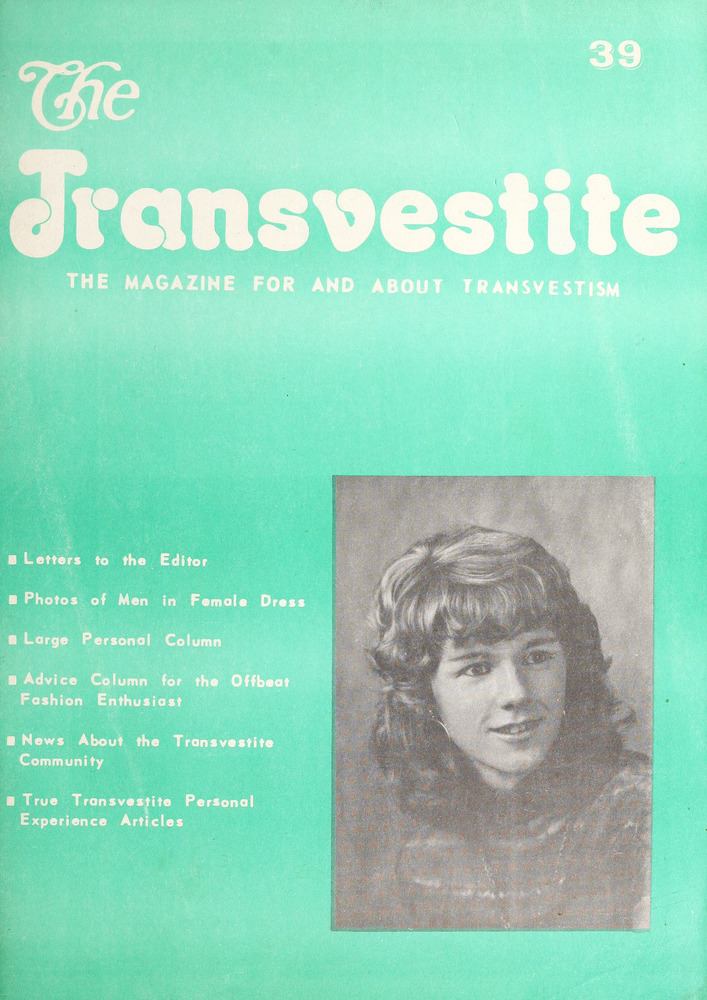 39
The
Transvestite
THE MAGAZINE FOR AND ABOUT TRANSVESTISM
Letters to the Editor
Photos of Men in Female Dress
Large Personal Column
Advice Column for the Offbeat
Fashion Enthusiast
News About the Transvestite
Community
True Transvestite Personal
Experience Articles